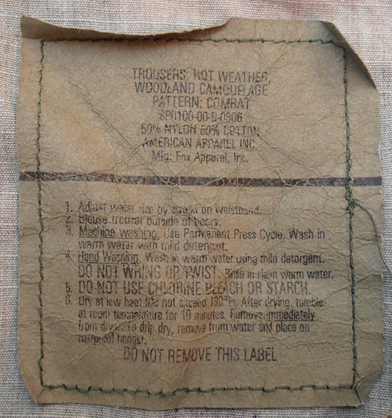 TROUSERS, HOT WEATHER,
WOODLAND CAMOUFLAGE
PATTERN; COMBAT
SP0100-00-D-0306
50% NYLON 50% COTTON
AMERICAN APPAREL INC.
Mfg: Fox Apparel, Inc.
1. Adjust waist size by straps on waistband.
2. Blouse trouser outside of boots.
3. Machine washing. Use Permanent Press Cycle. Wash in
warm water with mild detergent.
4. Hand Washing. Wash in warm water using mild detergent.
DO NOT WRING OR TWIST. Rinse in clean warm water.
5. DO NOT USE CHLORINE BLEACH OR STARCH.
6. Dry at low heat (do not exceed 130°F). After drying, tumble
at room temperature for 10 minutes. Remove immediately
from dryer. To drip dry, remove from water and place on
rustproof hanger.
DO NOT REMOVE THIS LABEL